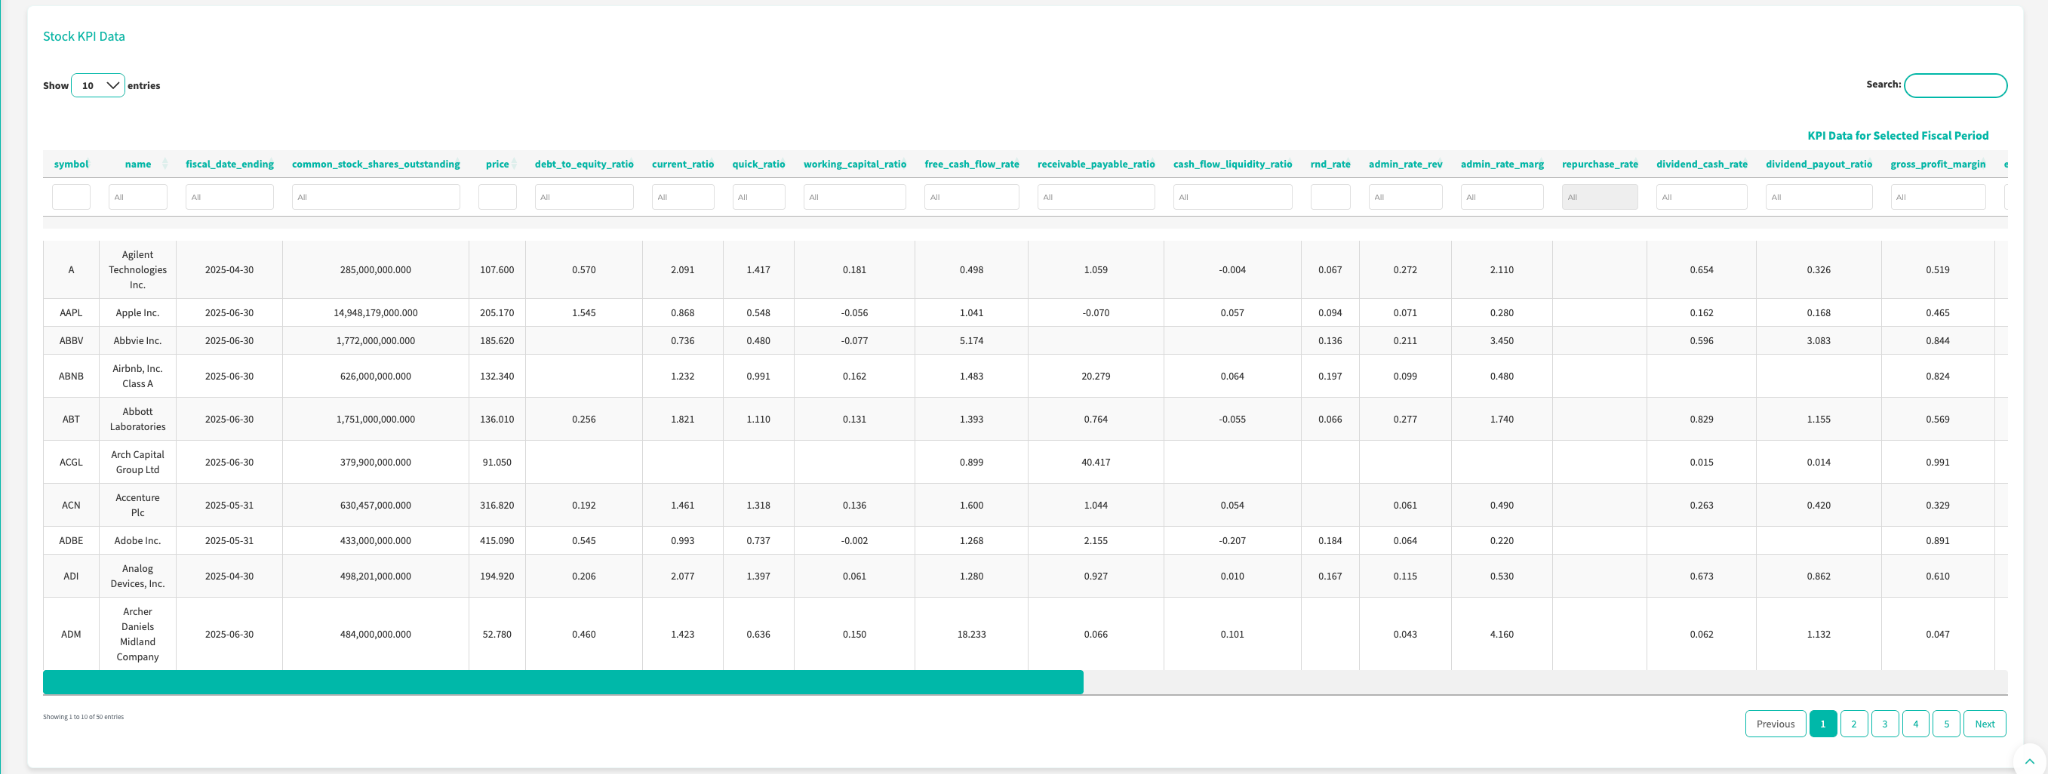 Stock KPI Data
Show 10 entries
Search:
KPI Data for Selected Fiscal Period
symbol name fiscal_date_ending common_stock_shares_outstanding price debt_to_equity_ratio current_ratio quick_ratio working_capital_ratio free_cash_flow_rate receivable_payable_ratio cash_flow_liquidity_ratio rnd_rate admin_rate_rev admin_rate_marg repurchase_rate dividend_cash_rate dividend_payout_ratio gross_profit_margin e
All All All All All All All All All All All All All All All All
A Agilent Technologies Inc. 2025-04-30 285,000,000.000 107.600 0.570 2.091 1.417 0.181 0.498 1.059 -0.004 0.067 0.272 2.110 0.654 0.326 0.519
AAPL Apple Inc. 2025-06-30 14,948,179,000.000 205.170 1.545 0.868 0.548 -0.056 1.041 -0.070 0.057 0.094 0.071 0.280 0.162 0.168 0.465
ABBV Abbvie Inc. 2025-06-30 1,772,000,000.000 185.620 0.736 0.480 -0.077 5.174 0.136 0.211 3.450 0.596 3.083 0.844
ABNB Airbnb, Inc. Class A 2025-06-30 626,000,000.000 132.340 1.232 0.991 0.162 1.483 20.279 0.064 0.197 0.099 0.480 0.824
ABT Abbott Laboratories 2025-06-30 1,751,000,000.000 136.010 0.256 1.821 1.110 0.131 1.393 0.764 -0.055 0.066 0.277 1.740 0.829 1.155 0.569
ACGL Arch Capital Group Ltd 2025-06-30 379,900,000.000 91.050 0.899 40.417 0.015 0.014 0.991
ACN Accenture Plc 2025-05-31 630,457,000.000 316.820 0.192 1.461 1.318 0.136 1.600 1.044 0.054 0.061 0.490 0.263 0.420 0.329
ADBE Adobe Inc. 2025-05-31 433,000,000.000 415.090 0.545 0.993 0.737 -0.002 1.268 2.155 -0.207 0.184 0.064 0.220 0.891
ADI Analog Devices, Inc. 2025-04-30 498,201,000.000 194.920 0.206 2.077 1.397 0.061 1.280 0.927 0.010 0.167 0.115 0.530 0.673 0.862 0.610
ADM Archer Daniels Midland Company 2025-06-30 484,000,000.000 52.780 0.460 1.423 0.636 0.150 18.233 0.066 0.101 0.043 4.160 0.062 1.132 0.047
Showing 1 to 10 of 50 entries
Previous 1 2 3 4 5 Next